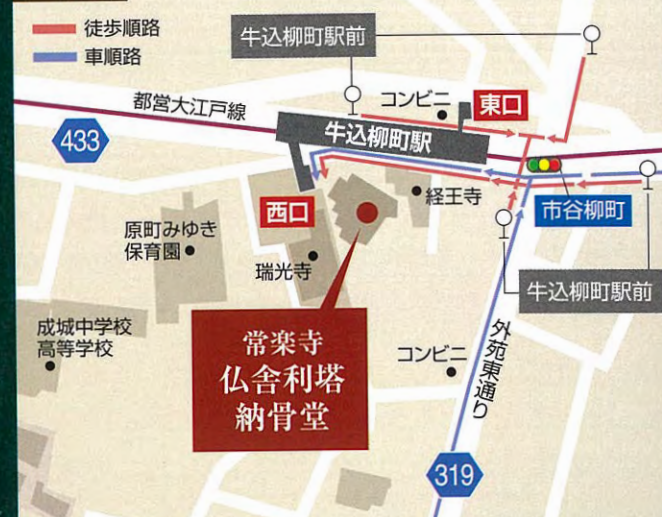 徒歩順路
車順路
牛込柳町駅前
コンビニ
東口
都営大江戸線
433
牛込柳町駅
西口
経王寺
市谷柳町
原町みゆき
保育園
瑞光寺
牛込柳町駅前
成城中学校
高等学校
常楽寺
仏舎利塔
納骨堂
コンビニ
外苑東通り
319